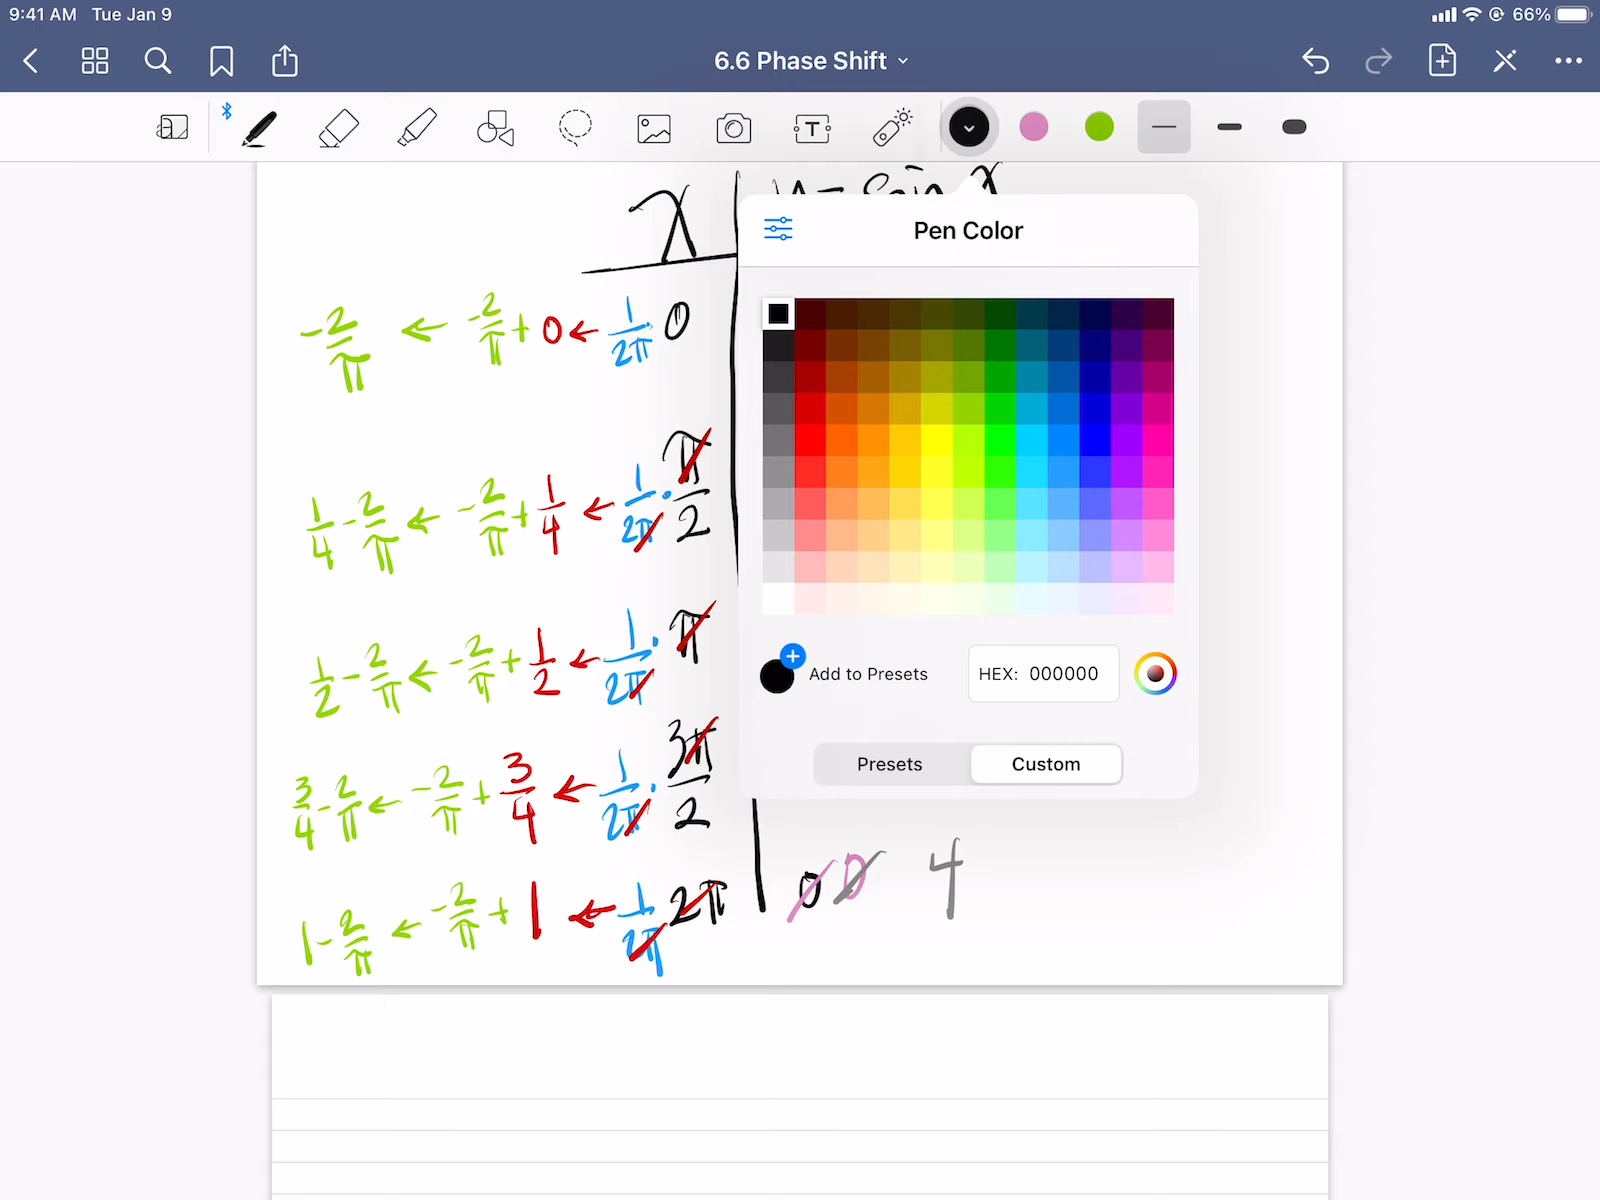 9:41 AM Tue Jan 9 66%
6.6 Phase Shift
T
x y = sin x
Pen Color
-2/π ← -2/π + 0 ← 1/2π · 0
1/4 - 2/π ← -2/π + 1/4 ← 1/2π · π/2
1/2 - 2/π ← -2/π + 1/2 ← 1/2π · π
Add to Presets HEX: 000000
3/4 - 2/π ← -2/π + 3/4 ← 1/2π · 3π/2
Presets Custom
1 - 2/π ← -2/π + 1 ← 1/2π 2π 0 0 4